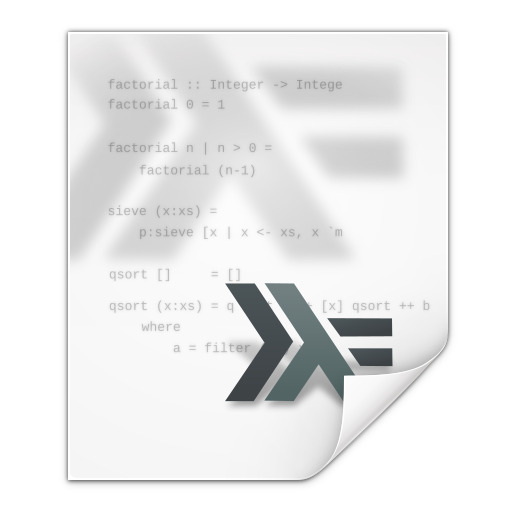 factorial :: Integer -> Intege
factorial 0 = 1
factorial n | n > 0 =
factorial (n-1)
sieve (x:xs) =
p:sieve [x | x <- xs, x `m
qsort [] = []
qsort (x:xs) = q + [x] qsort ++ b
where
a = filter